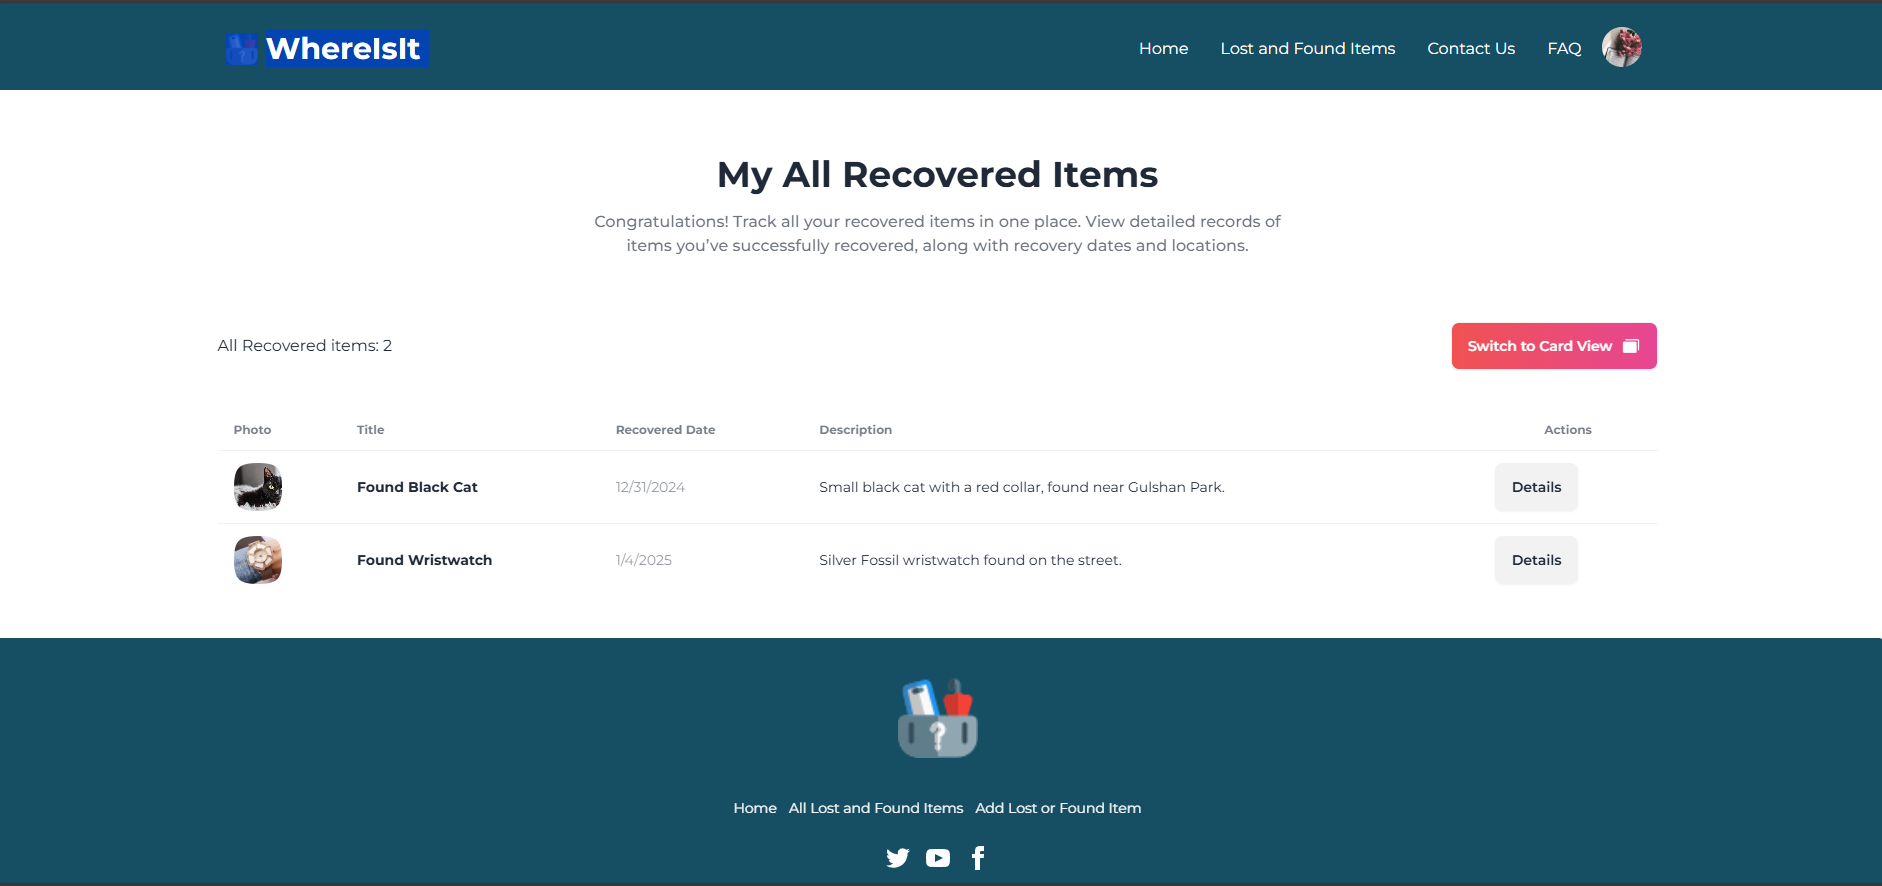 WhereIsIt
Home Lost and Found Items Contact Us FAQ
My All Recovered Items
Congratulations! Track all your recovered items in one place. View detailed records of
items you’ve successfully recovered, along with recovery dates and locations.
All Recovered items: 2
Switch to Card View
Photo Title Recovered Date Description Actions
Found Black Cat 12/31/2024 Small black cat with a red collar, found near Gulshan Park. Details
Found Wristwatch 1/4/2025 Silver Fossil wristwatch found on the street. Details
?
Home All Lost and Found Items Add Lost or Found Item